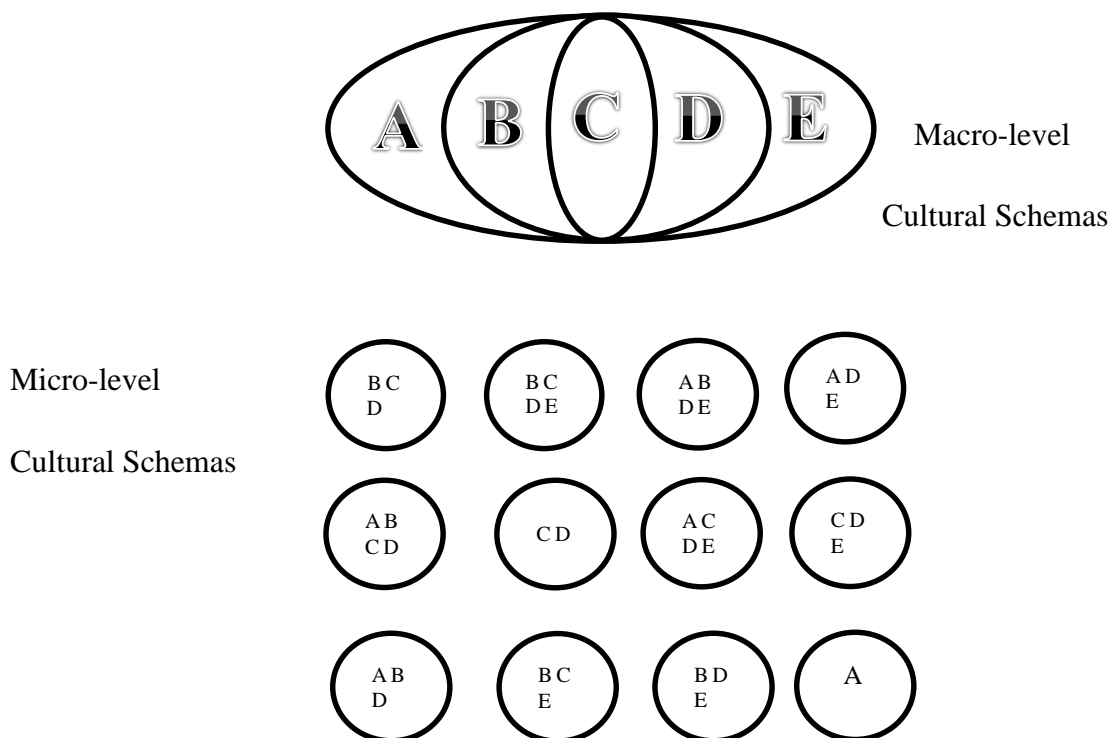 A B C D E
Macro-level
Cultural Schemas
Micro-level
Cultural Schemas
B C
D
B C
D E
A B
D E
A D
E
A B
C D
C D
A C
D E
C D
E
A B
D
B C
E
B D
E
A